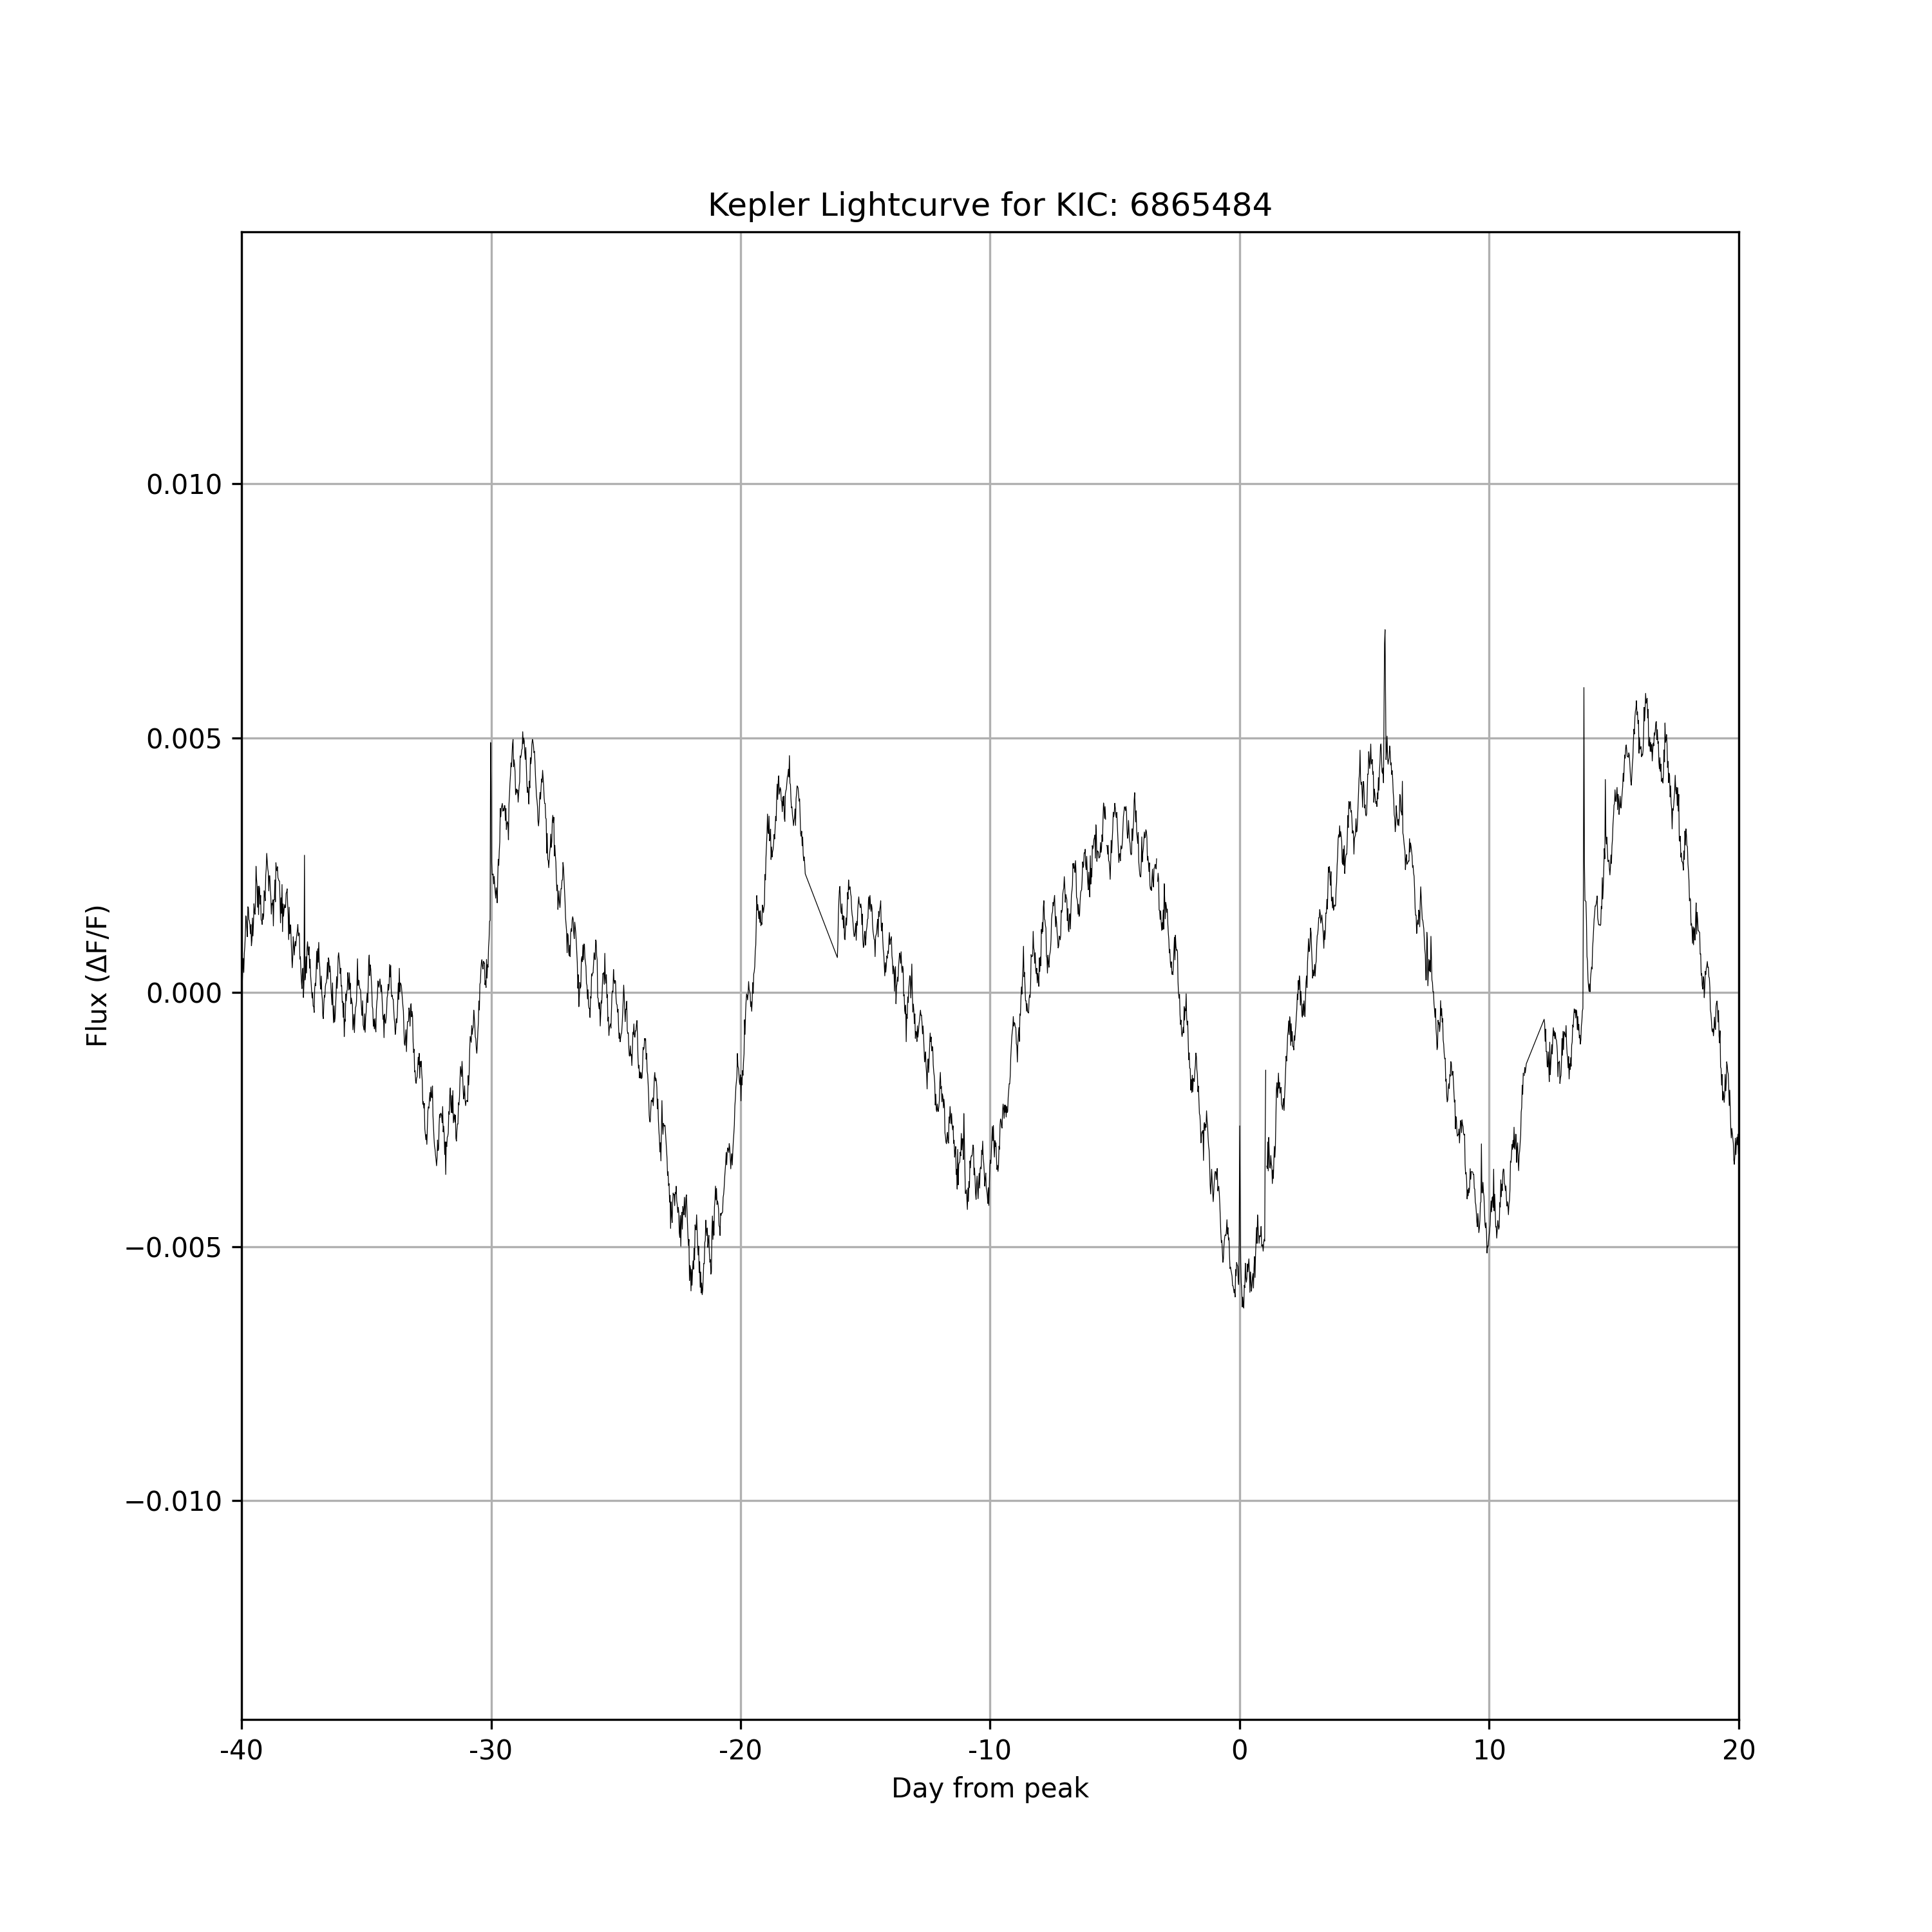 Kepler Lightcurve for KIC: 6865484
Flux (ΔF/F)
0.010
0.005
0.000
−0.005
−0.010
-40 -30 -20 -10 0 10 20
Day from peak